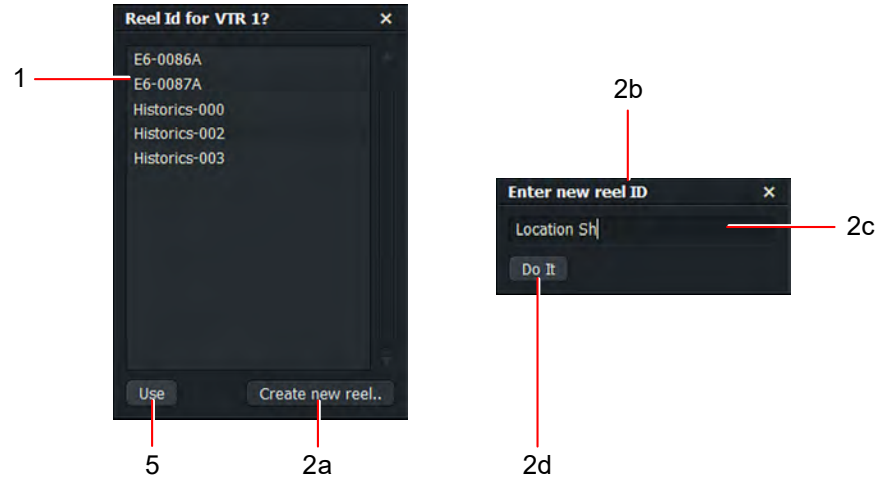 Reel Id for VTR 1? ×
E6-0086A
1
E6-0087A
Historics-000
Historics-002
Historics-003
Use
Create new reel..
5
2a
2b
Enter new reel ID ×
Location Sh
2c
Do It
2d